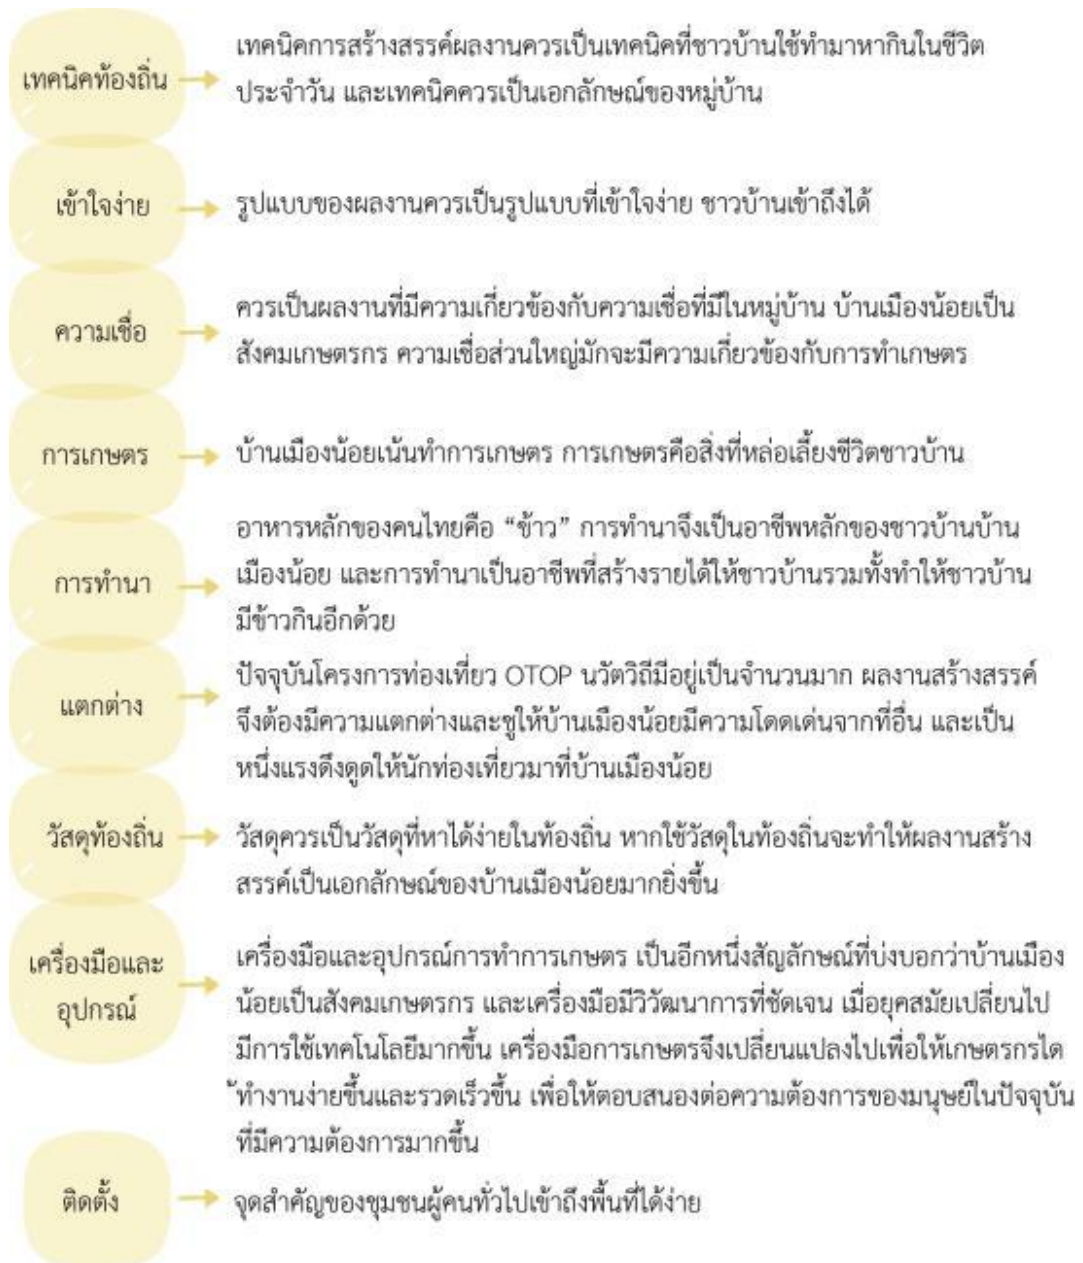 เทคนิคท้องถิ่น
เทคนิคการสร้างสรรค์ผลงานควรเป็นเทคนิคที่ชาวบ้านใช้ทำมาหากินในชีวิต
ประจำวัน และเทคนิคควรเป็นเอกลักษณ์ของหมู่บ้าน
เข้าใจง่าย
รูปแบบของผลงานควรเป็นรูปแบบที่เข้าใจง่าย ชาวบ้านเข้าถึงได้
ความเชื่อ
ควรเป็นผลงานที่มีความเกี่ยวข้องกับความเชื่อที่มีในหมู่บ้าน บ้านเมืองน้อยเป็น
สังคมเกษตรกร ความเชื่อส่วนใหญ่มักจะมีความเกี่ยวข้องกับการทำเกษตร
การเกษตร
บ้านเมืองน้อยเน้นทำการเกษตร การเกษตรคือสิ่งที่หล่อเลี้ยงชีวิตชาวบ้าน
การทำนา
อาหารหลักของคนไทยคือ “ข้าว” การทำนาจึงเป็นอาชีพหลักของชาวบ้านบ้าน
เมืองน้อย และการทำนาเป็นอาชีพที่สร้างรายได้ให้ชาวบ้านรวมทั้งทำให้ชาวบ้าน
มีข้าวกินอีกด้วย
แตกต่าง
ปัจจุบันโครงการท่องเที่ยว OTOP นวัตวิถีมีอยู่เป็นจำนวนมาก ผลงานสร้างสรรค์
จึงต้องมีความแตกต่างและชูให้บ้านเมืองน้อยมีความโดดเด่นจากที่อื่น และเป็น
หนึ่งแรงดึงดูดให้นักท่องเที่ยวมาที่บ้านเมืองน้อย
วัสดุท้องถิ่น
วัสดุควรเป็นวัสดุที่หาได้ง่ายในท้องถิ่น หากใช้วัสดุในท้องถิ่นจะทำให้ผลงานสร้าง
สรรค์เป็นเอกลักษณ์ของบ้านเมืองน้อยมากยิ่งขึ้น
เครื่องมือและ
อุปกรณ์
เครื่องมือและอุปกรณ์การทำการเกษตร เป็นอีกหนึ่งสัญลักษณ์ที่บ่งบอกว่าบ้านเมือง
น้อยเป็นสังคมเกษตรกร และเครื่องมือมีวิวัฒนาการที่ชัดเจน เมื่อยุคสมัยเปลี่ยนไป
มีการใช้เทคโนโลยีมากขึ้น เครื่องมือการเกษตรจึงเปลี่ยนแปลงไปเพื่อให้เกษตรกรได
้ทำงานง่ายขึ้นและรวดเร็วขึ้น เพื่อให้ตอบสนองต่อความต้องการของมนุษย์ในปัจจุบัน
ที่มีความต้องการมากขึ้น
ติดตั้ง
จุดสำคัญของชุมชนผู้คนทั่วไปเข้าถึงพื้นที่ได้ง่าย